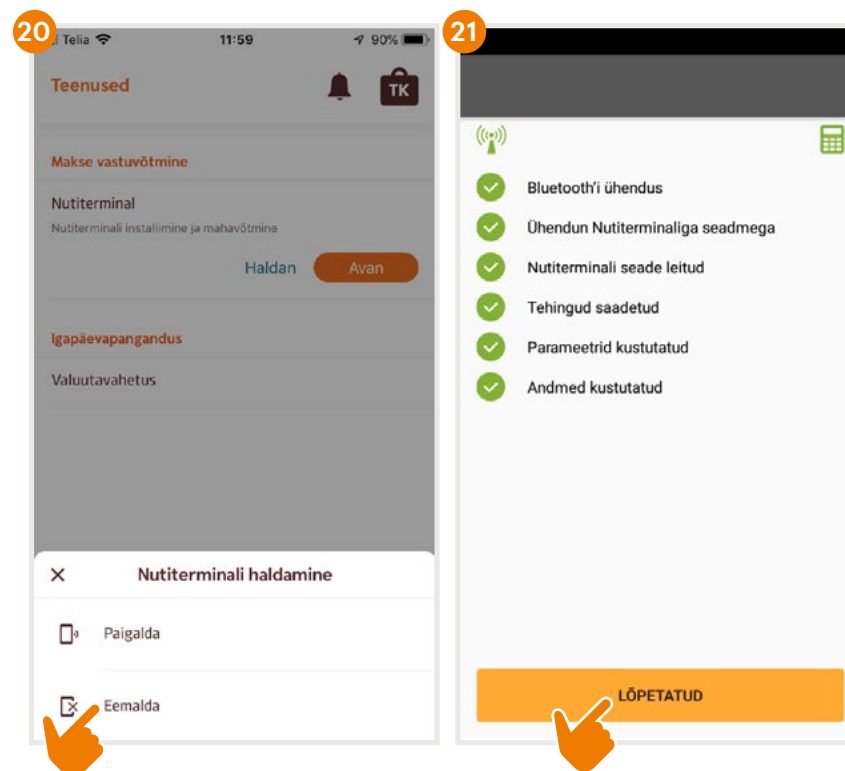 20
Telia
11:59
90%
Teenused
TK
Makse vastuvõtmine
Nutiterminal
Nutiterminali installimine ja mahavõtmine
Haldan
Avan
Igapäevapangandus
Valuutavahetus
Nutiterminali haldamine
Paigalda
Eemalda
21
Bluetooth'i ühendus
Ühendun Nutiterminaliga seadmega
Nutiterminali seade leitud
Tehingud saadetud
Parameetrid kustutatud
Andmed kustutatud
LÕPETATUD